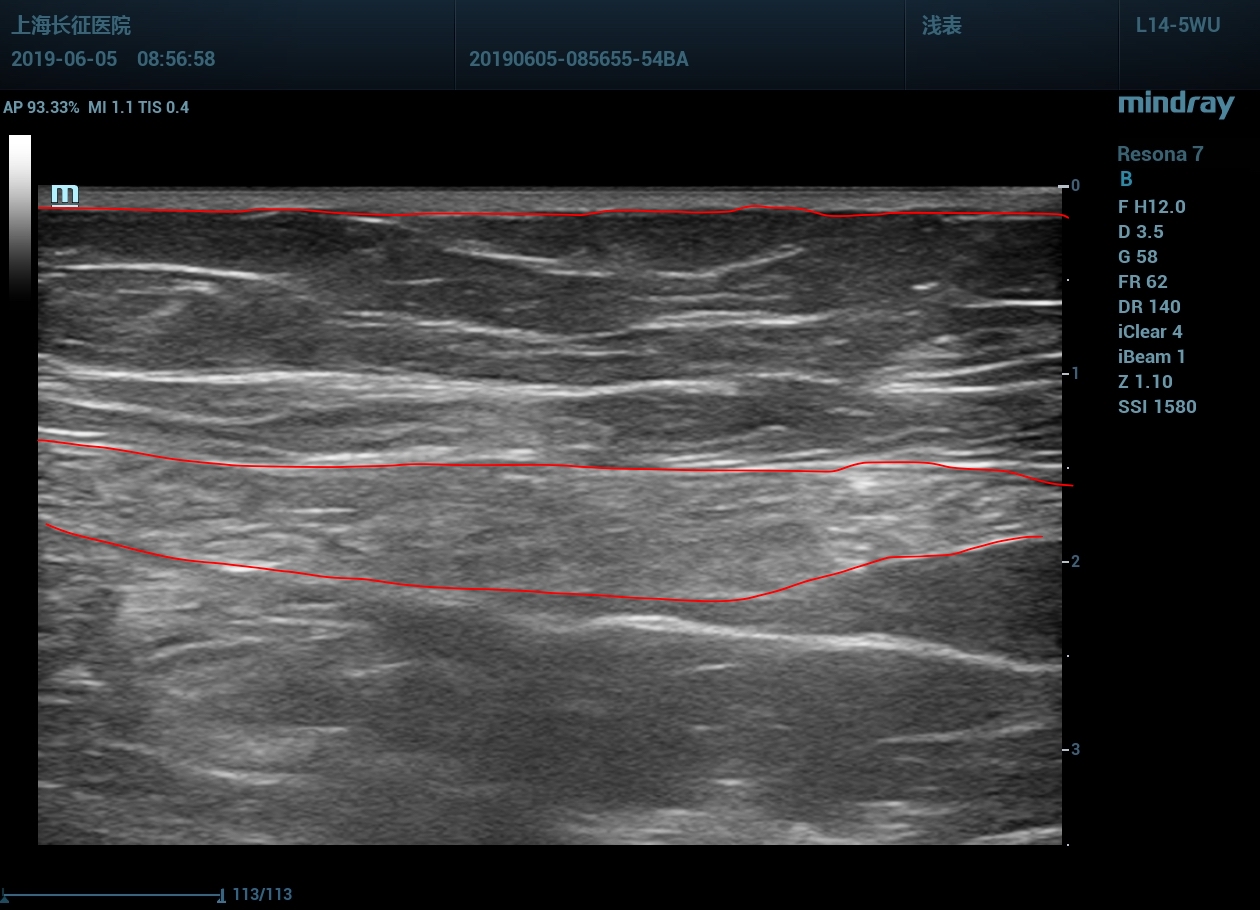 上海长征医院
2019-06-05 08:56:58
20190605-085655-54BA
浅表
L14-5WU
AP 93.33% MI 1.1 TIS 0.4
mindray
Resona 7
B
F H12.0
D 3.5
G 58
FR 62
DR 140
iClear 4
iBeam 1
Z 1.10
SSI 1580
m
0
1
2
3
113/113